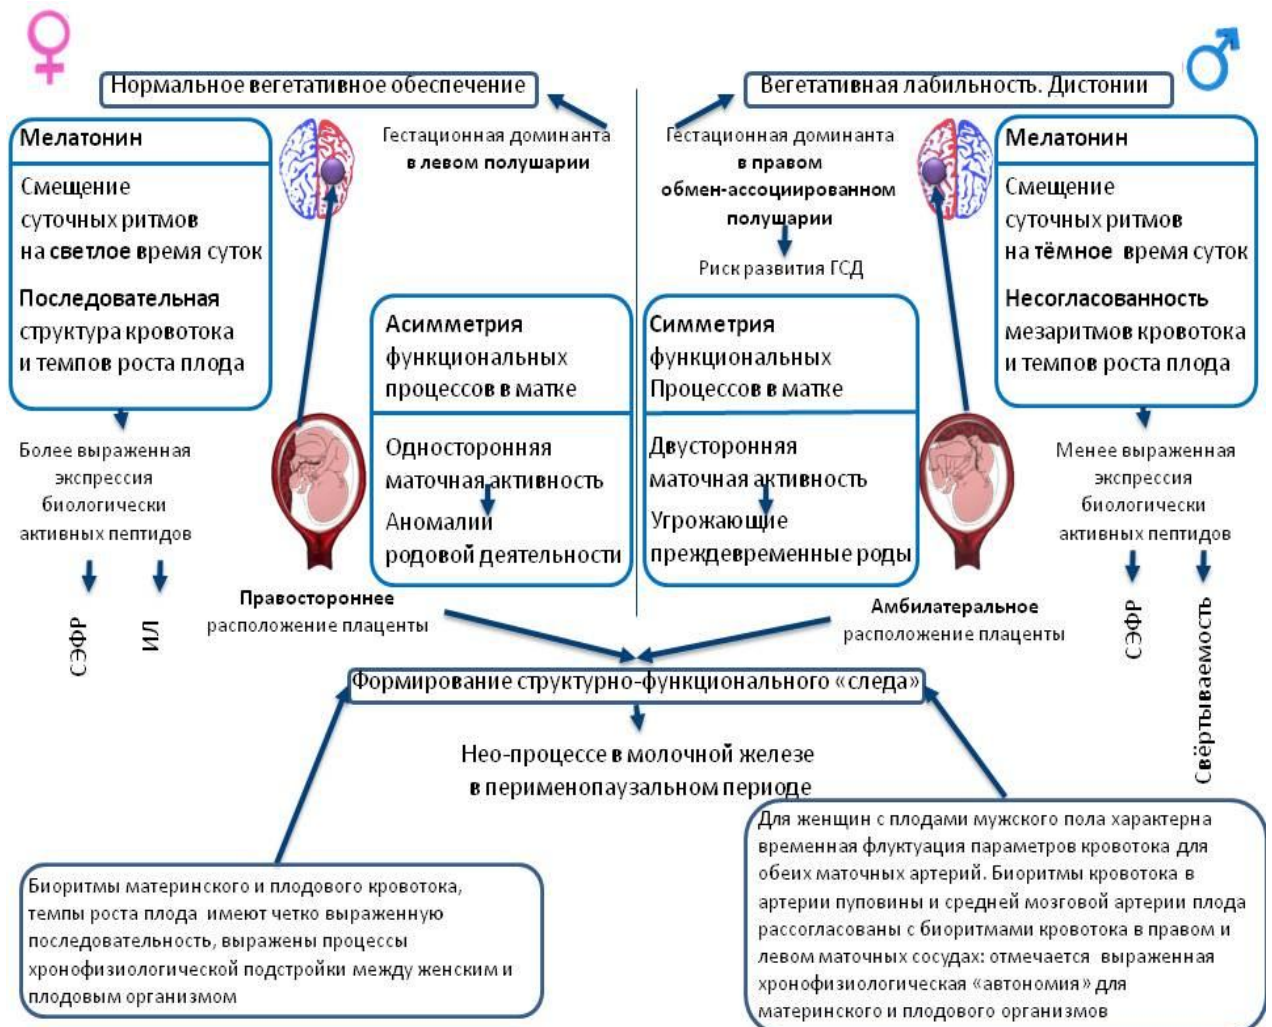 Нормальное вегетативное обеспечение
Гестационная доминанта
в левом полушарии
Мелатонин
Смещение
суточных ритмов
на светлое время суток
Последовательная
структура кровотока
и темпов роста плода
Более выраженная
экспрессия
биологически
активных пептидов
СЭФР
ИЛ
Асимметрия
функциональных
процессов в матке
Односторонняя
маточная активность
Аномалии
родовой деятельности
Правостороннее
расположение плаценты
Вегетативная лабильность. Дистонии
Гестационная доминанта
в правом
обмен-ассоциированном
полушарии
Риск развития ГСД
Мелатонин
Смещение
суточных ритмов
на тёмное время суток
Несогласованность
мезаритмов кровотока
и темпов роста плода
Симметрия
функциональных
Процессов в матке
Двусторонняя
маточная активность
Угрожающие
преждевременные роды
Менее выраженная
экспрессия
биологически
активных пептидов
СЭФР
Свёртываемость
Амбилатеральное
расположение плаценты
Формирование структурно-функционального «следа»
Нео-процессе в молочной железе
в перименопаузальном периоде
Биоритмы материнского и плодового кровотока,
темпы роста плода имеют четко выраженную
последовательность, выражены процессы
хронофизиологической подстройки между женским и
плодовым организмом
Для женщин с плодами мужского пола характерна
временная флуктуация параметров кровотока для
обеих маточных артерий. Биоритмы кровотока в
артерии пуповины и средней мозговой артерии плода
рассогласованы с биоритмами кровотока в правом и
левом маточных сосудах: отмечается выраженная
хронофизиологическая «автономия» для
материнского и плодового организмов